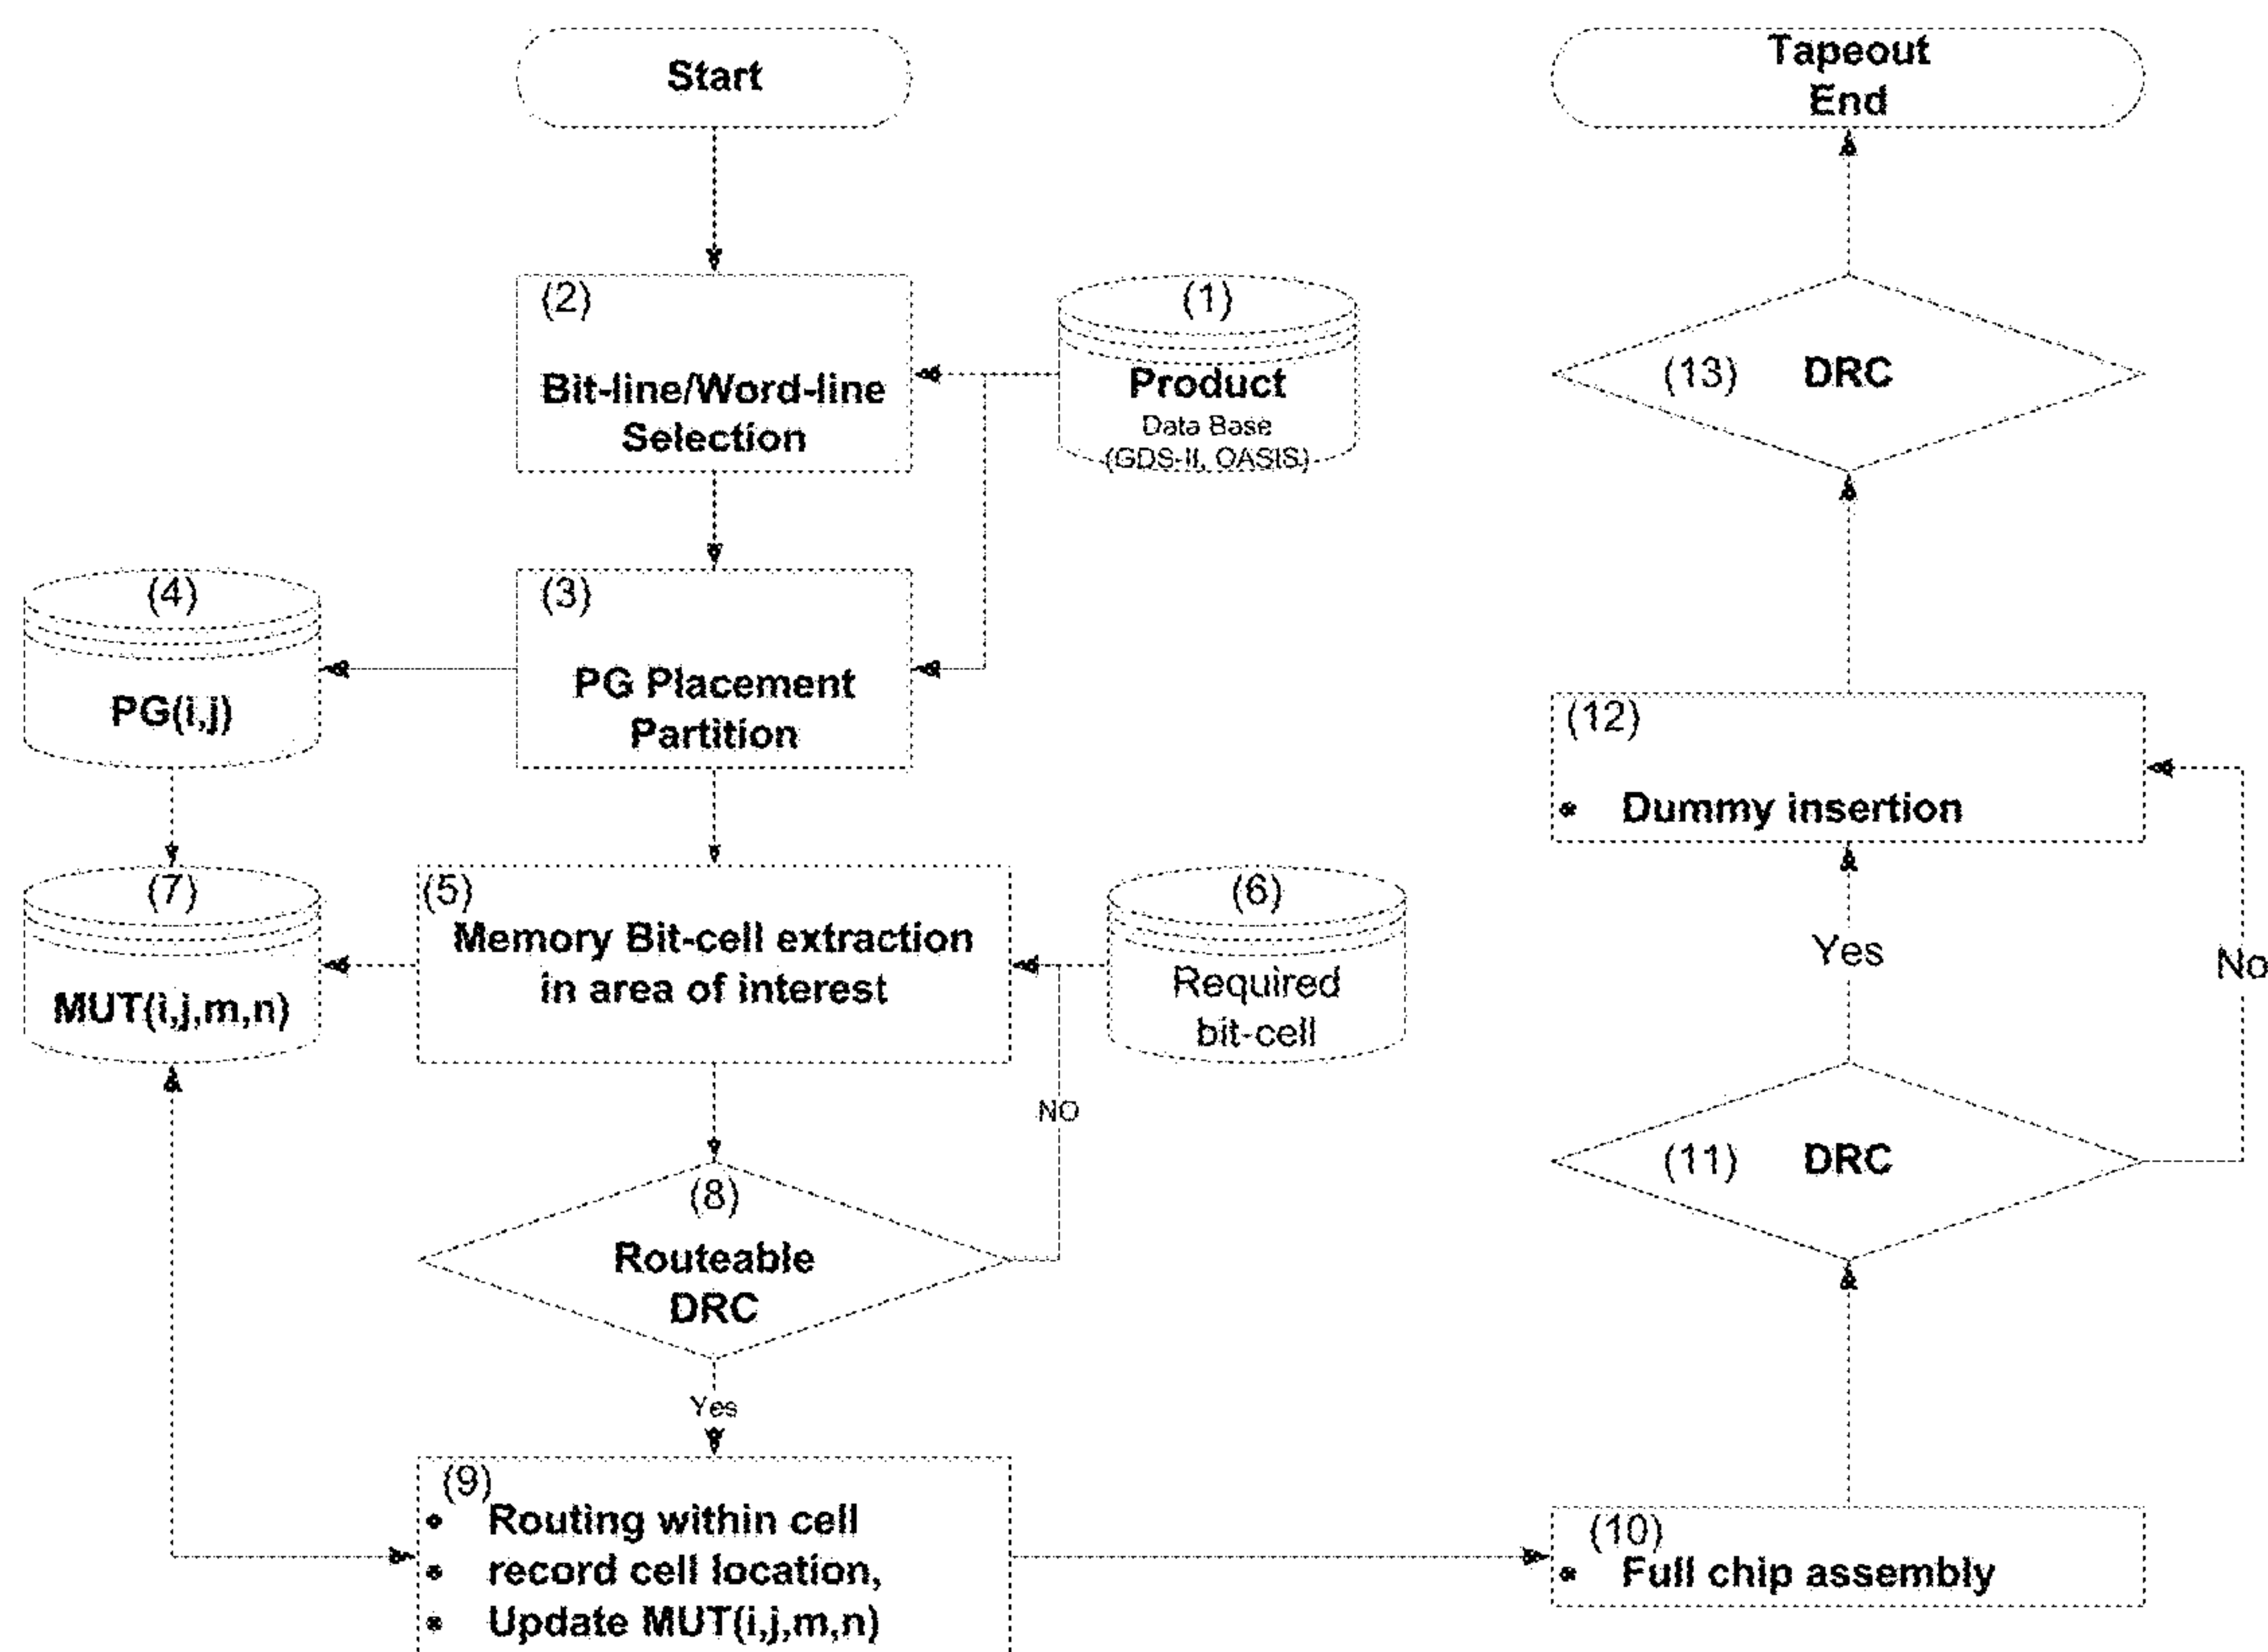 Start
(2)
Bit-line/Word-line
Selection
(1)
Product
Data Base
(GDS-II, OASIS.)
(3)
PG Placement
Partition
(4)
PG(i,j)
(5)
Memory Bit-cell extraction
in area of interest
(6)
Required
bit-cell
(7)
MUT(i,j,m,n)
NO
(8)
Routeable
DRC
Yes
(9)
• Routing within cell
• record cell location,
• Update MUT(i,j,m,n)
Tapeout
End
(13) DRC
(12)
• Dummy insertion
Yes
No
(11) DRC
(10)
• Full chip assembly